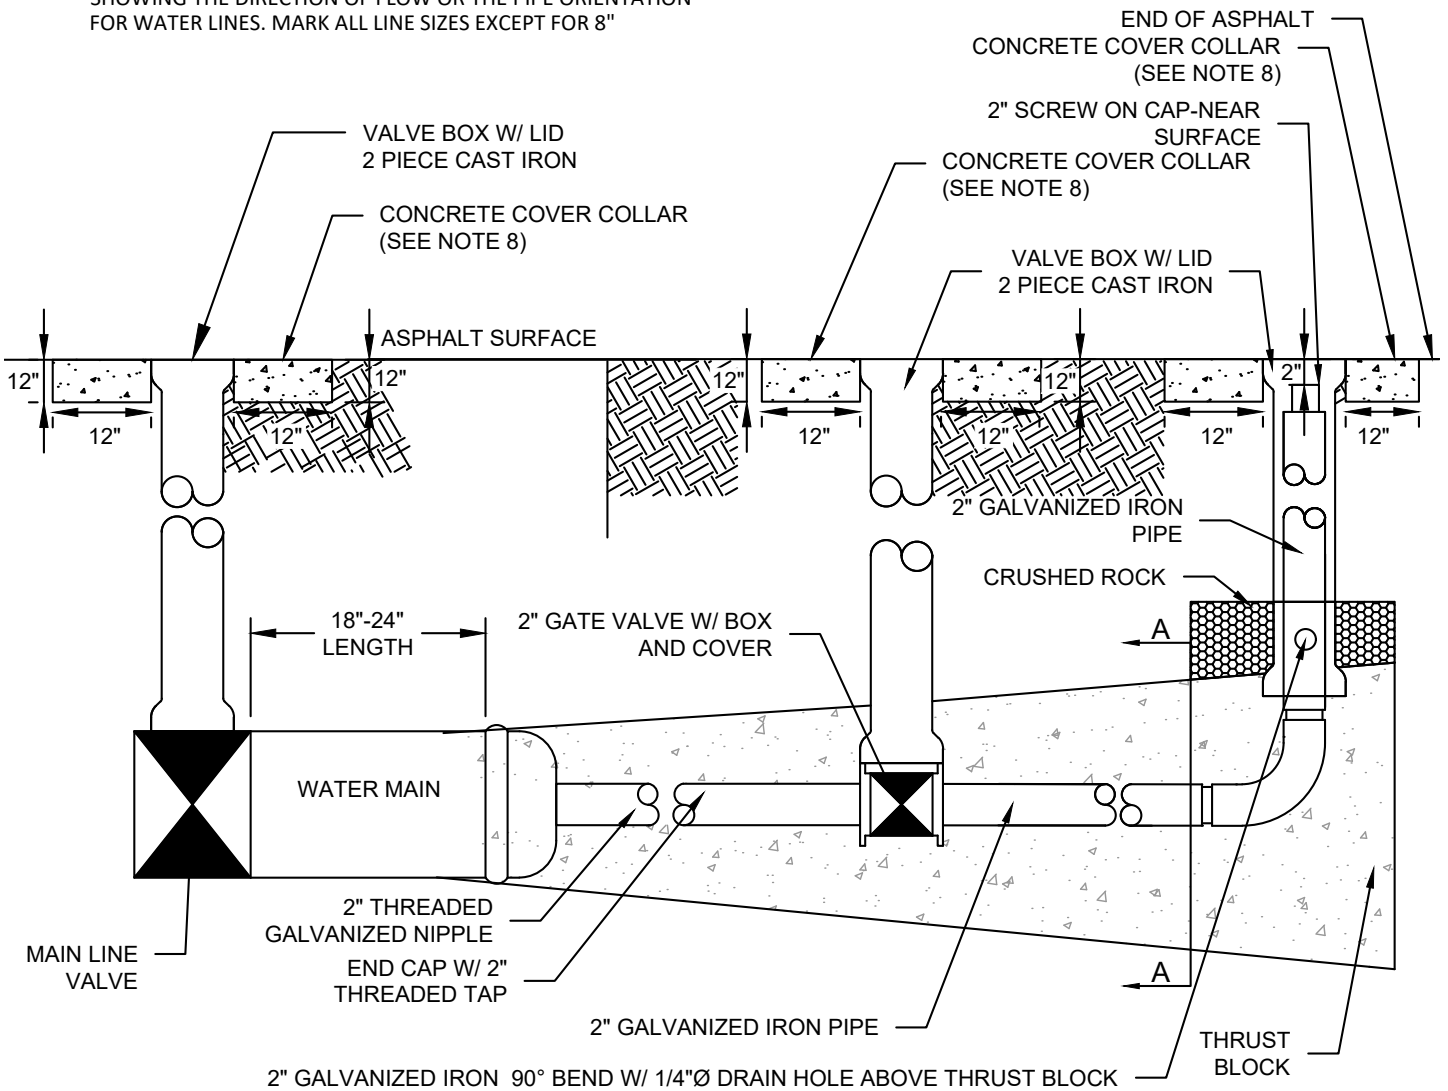 SHOWING THE DIRECTION OF FLOW OR THE PIPE ORIENTATION
FOR WATER LINES. MARK ALL LINE SIZES EXCEPT FOR 8"
END OF ASPHALT
CONCRETE COVER COLLAR
(SEE NOTE 8)
2" SCREW ON CAP-NEAR
SURFACE
VALVE BOX W/ LID
2 PIECE CAST IRON
CONCRETE COVER COLLAR
(SEE NOTE 8)
CONCRETE COVER COLLAR
(SEE NOTE 8)
VALVE BOX W/ LID
2 PIECE CAST IRON
ASPHALT SURFACE
12"
12"
12"
12"
2"
12"
12"
12"
12"
12"
12"
2" GALVANIZED IRON
PIPE
CRUSHED ROCK
18"-24"
LENGTH
2" GATE VALVE W/ BOX
AND COVER
A
WATER MAIN
2" THREADED
GALVANIZED NIPPLE
MAIN LINE
VALVE
END CAP W/ 2"
THREADED TAP
A
2" GALVANIZED IRON PIPE
THRUST
BLOCK
2" GALVANIZED IRON 90° BEND W/ 1/4"Ø DRAIN HOLE ABOVE THRUST BLOCK